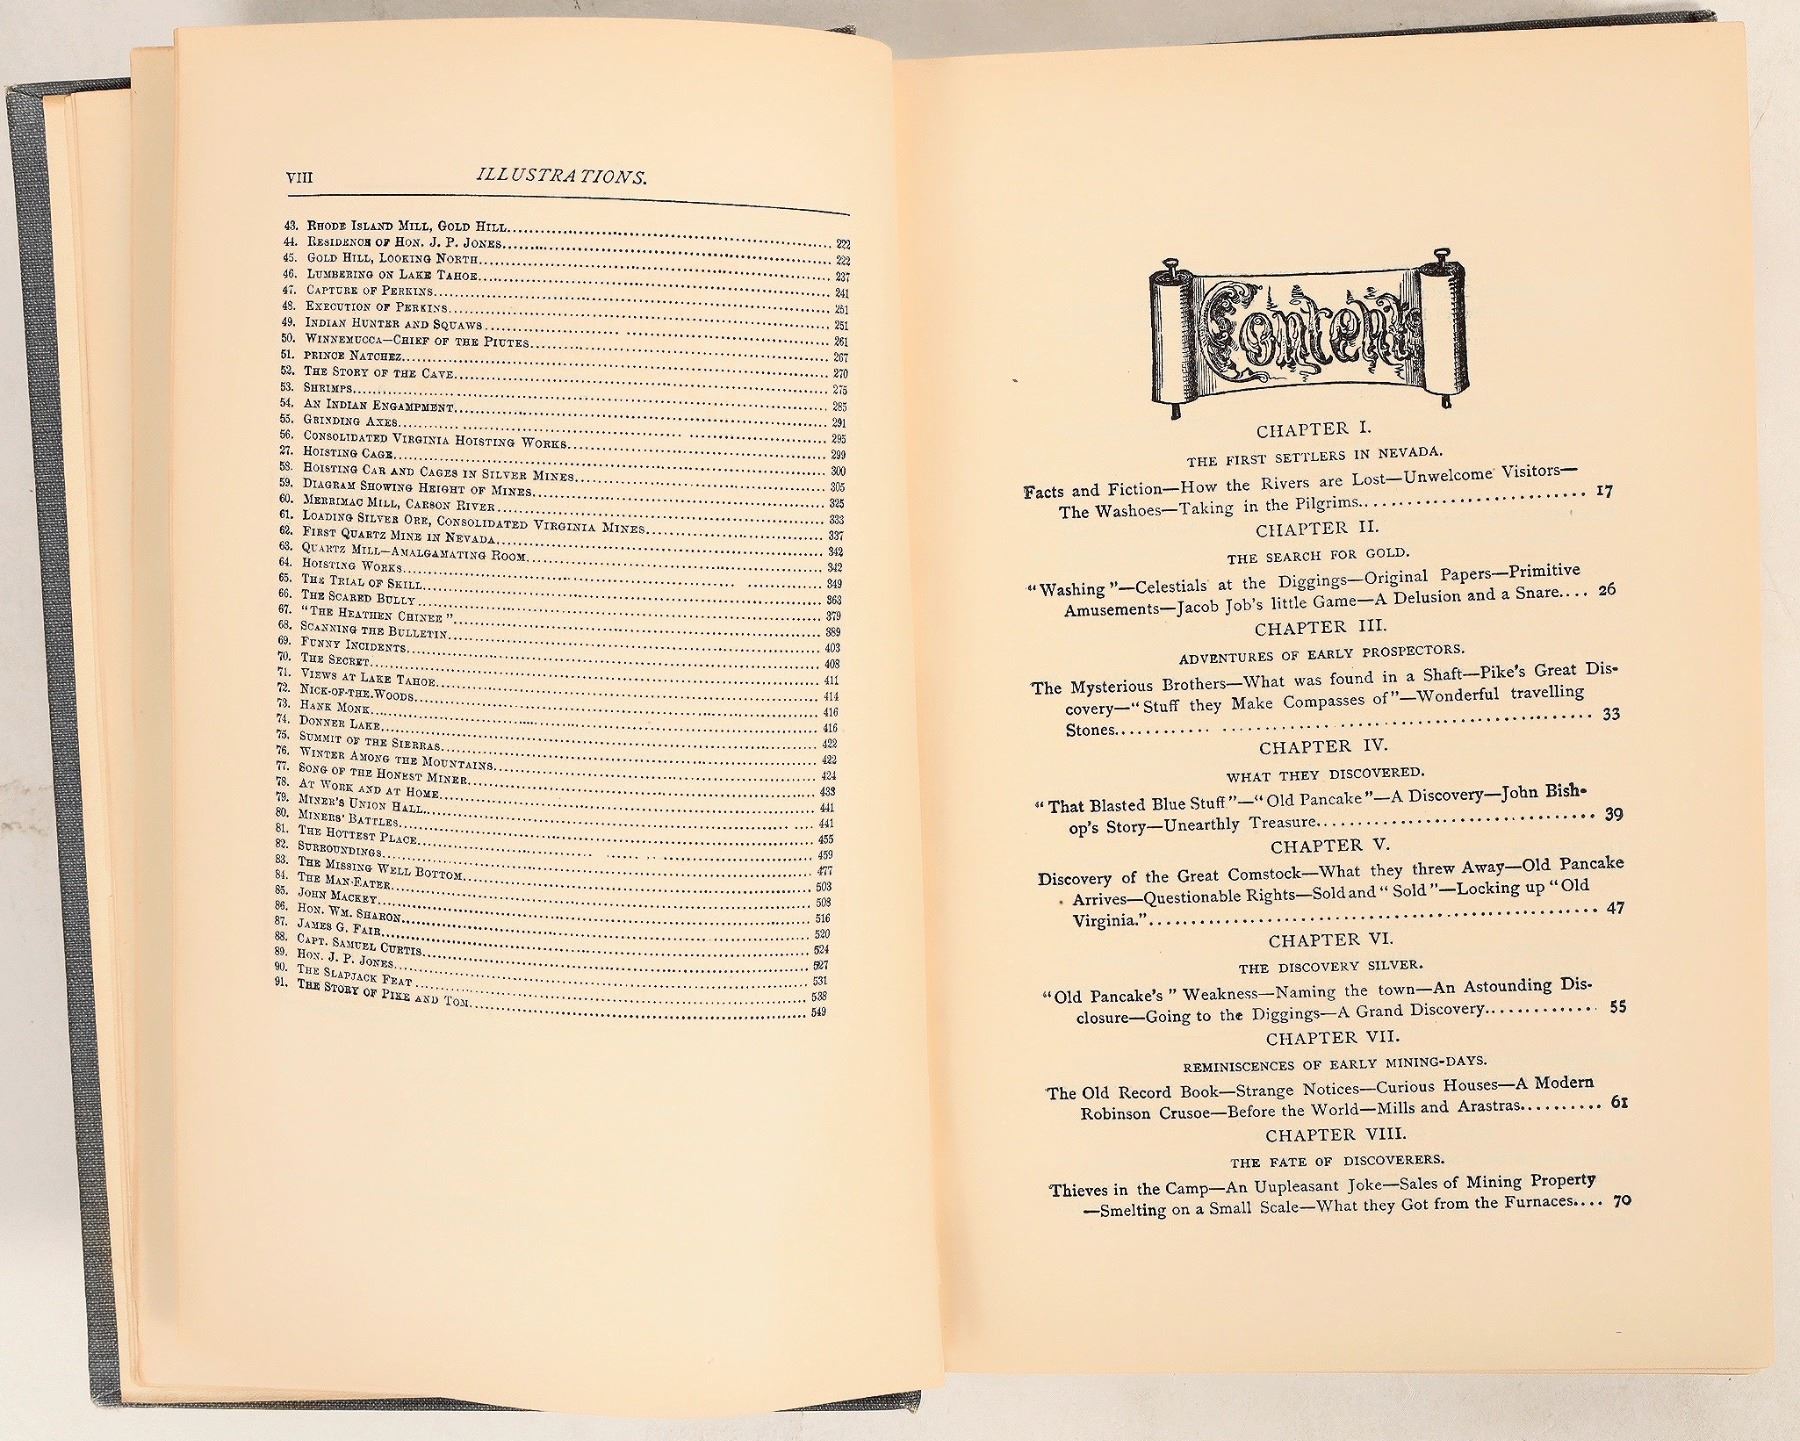 VIII ILLUSTRATIONS.
43. RHODE ISLAND MILL, GOLD HILL........ 222
44. RESIDENCE OF HON. J. P. JONES........ 222
45. GOLD HILL, LOOKING NORTH........ 237
46. LUMBERING ON LAKE TAHOE........ 241
47. CAPTURE OF PERKINS........ 251
48. EXECUTION OF PERKINS........ 251
49. INDIAN HUNTER AND SQUAWS........ 261
50. WINNEMUCCA—CHIEF OF THE PIUTES........ 267
51. PRINCE NATCHEZ........ 270
52. THE STORY OF THE CAVE........ 275
53. SHRIMPS........ 285
54. AN INDIAN ENGAMPMENT........ 291
55. GRINDING AXES........ 295
56. CONSOLIDATED VIRGINIA HOISTING WORKS........ 299
27. HOISTING CAGE........ 300
58. HOISTING CAR AND CAGES IN SILVER MINES........ 305
59. DIAGRAM SHOWING HEIGHT OF MINES........ 325
60. MERRIMAC MILL, CARSON RIVER........ 333
61. LOADING SILVER ORE, CONSOLIDATED VIRGINIA MINES........ 337
62. FIRST QUARTZ MINE IN NEVADA........ 342
63. QUARTZ MILL—AMALGAMATING ROOM........ 342
64. HOISTING WORKS........ 349
65. THE TRIAL OF SKILL........ 363
66. THE SCARED BULLY........ 379
67. "THE HEATHEN CHINEE"........ 389
68. SCANNING THE BULLETIN........ 403
69. FUNNY INCIDENTS........ 408
70. THE SECRET........ 411
71. VIEWS AT LAKE TAHOE........ 414
72. NICK-OF-THE-WOODS........ 416
73. HANK MONK........ 416
74. DONNER LAKE........ 422
75. SUMMIT OF THE SIERRAS........ 422
76. WINTER AMONG THE MOUNTAINS........ 424
77. SONG OF THE HONEST MINER........ 433
78. AT WORK AND AT HOME........ 441
79. MINER'S UNION HALL........ 441
80. MINERS' BATTLES........ 455
81. THE HOTTEST PLACE........ 459
82. SURROUNDINGS........ 477
83. THE MISSING WELL BOTTOM........ 503
84. THE MAN-EATER........ 508
85. JOHN MACKEY........ 516
86. HON. WM. SHARON........ 520
87. JAMES G. FAIR........ 524
88. CAPT. SAMUEL CURTIS........ 527
89. HON. J. P. JONES........ 531
90. THE SLAPJACK FEAT........ 538
91. THE STORY OF PIKE AND TOM........ 549
Contents
CHAPTER I.
THE FIRST SETTLERS IN NEVADA.
Facts and Fiction—How the Rivers are Lost—Unwelcome Visitors—
The Washoes—Taking in the Pilgrims........ 17
CHAPTER II.
THE SEARCH FOR GOLD.
"Washing"—Celestials at the Diggings—Original Papers—Primitive
Amusements—Jacob Job's little Game—A Delusion and a Snare.... 26
CHAPTER III.
ADVENTURES OF EARLY PROSPECTORS.
The Mysterious Brothers—What was found in a Shaft—Pike's Great Dis-
covery—"Stuff they Make Compasses of"—Wonderful travelling
Stones........ 33
CHAPTER IV.
WHAT THEY DISCOVERED.
"That Blasted Blue Stuff"—"Old Pancake"—A Discovery—John Bish-
op's Story—Unearthly Treasure........ 39
CHAPTER V.
Discovery of the Great Comstock—What they threw Away—Old Pancake
Arrives—Questionable Rights—Sold and "Sold"—Locking up "Old
Virginia."........ 47
CHAPTER VI.
THE DISCOVERY SILVER.
"Old Pancake's" Weakness—Naming the town—An Astounding Dis-
closure—Going to the Diggings—A Grand Discovery........ 55
CHAPTER VII.
REMINISCENCES OF EARLY MINING-DAYS.
The Old Record Book—Strange Notices—Curious Houses—A Modern
Robinson Crusoe—Before the World—Mills and Arastras.......... 61
CHAPTER VIII.
THE FATE OF DISCOVERERS.
Thieves in the Camp—An Uupleasant Joke—Sales of Mining Property
—Smelting on a Small Scale—What they Got from the Furnaces.... 70